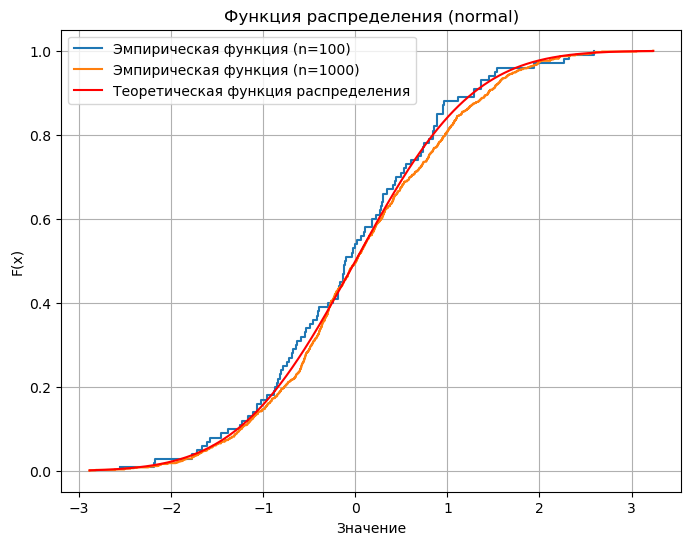 Функция распределения (normal)
Эмпирическая функция (n=100)
Эмпирическая функция (n=1000)
Теоретическая функция распределения
F(x)
1.0
0.8
0.6
0.4
0.2
0.0
−3 −2 −1 0 1 2 3
Значение